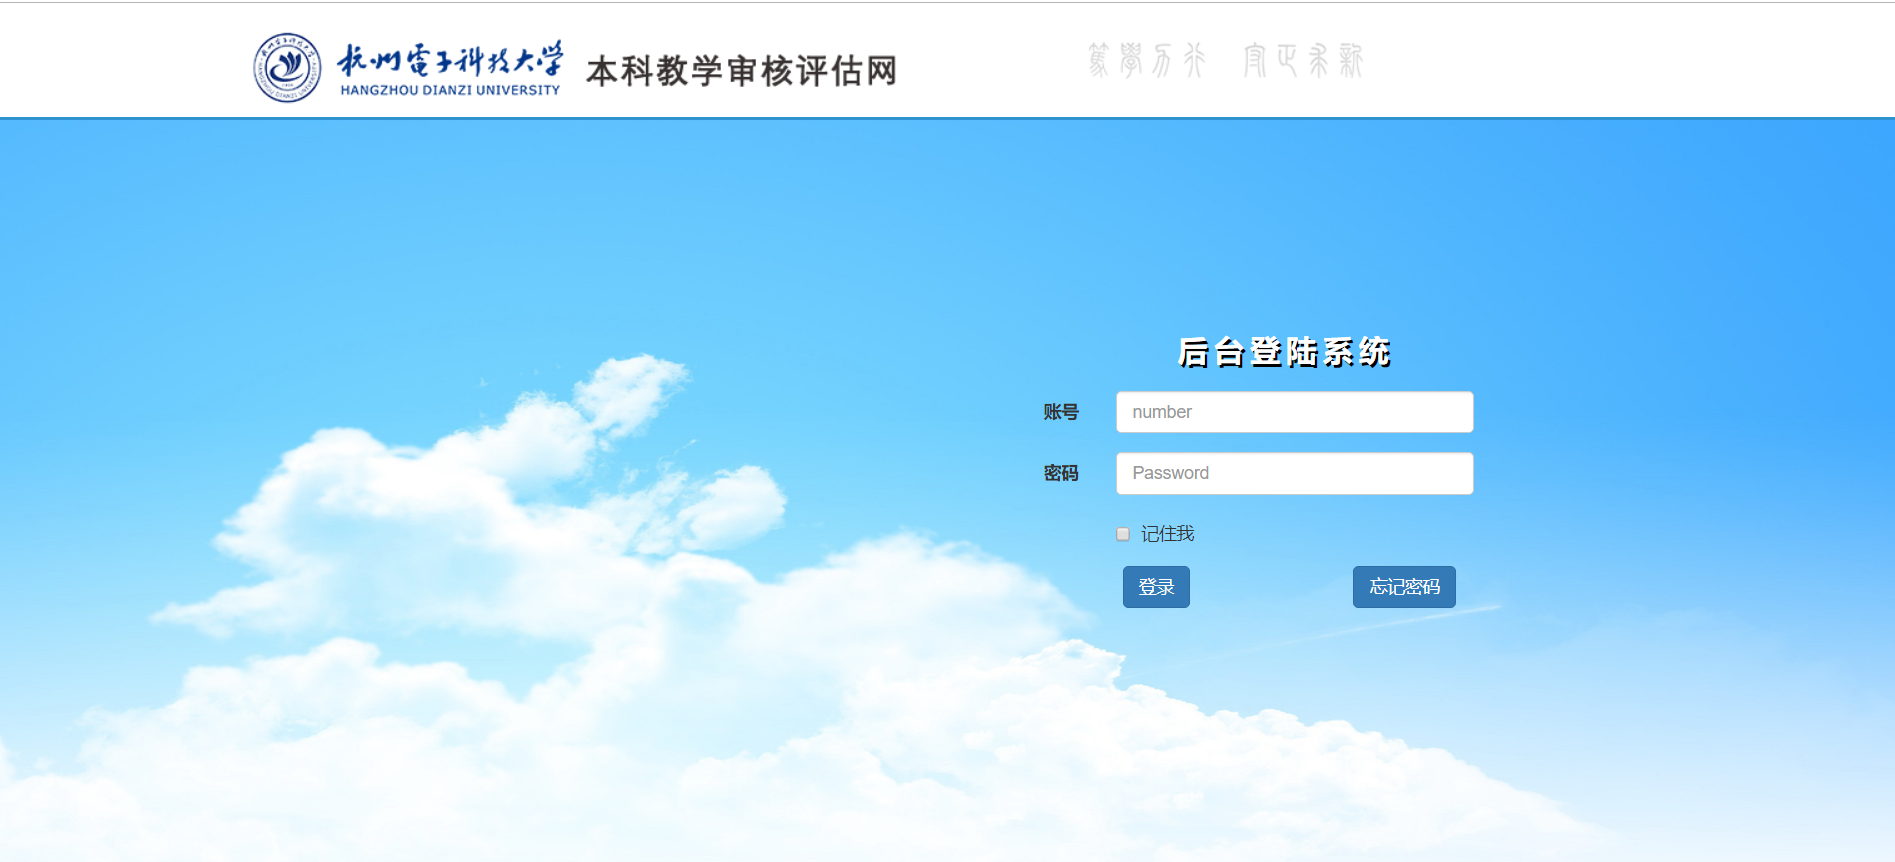 杭州電子科技大学
HANGZHOU DIANZI UNIVERSITY
本科教学审核评估网
篤學力行 守正求新
后台登陆系统
账号 number
密码 Password
记住我
登录 忘记密码